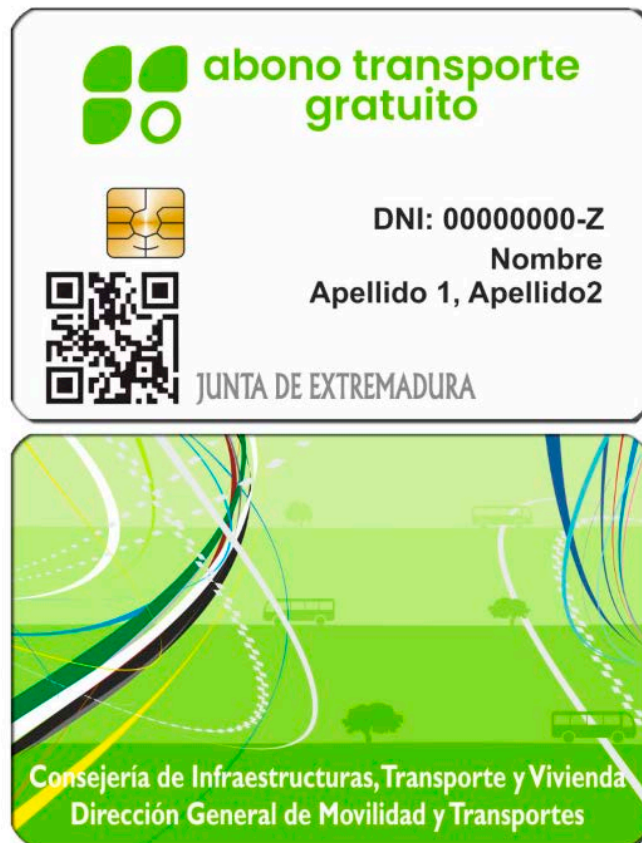 abono transporte
gratuito
DNI: 00000000-Z
Nombre
Apellido 1, Apellido2
JUNTA DE EXTREMADURA
Consejería de Infraestructuras, Transporte y Vivienda
Dirección General de Movilidad y Transportes